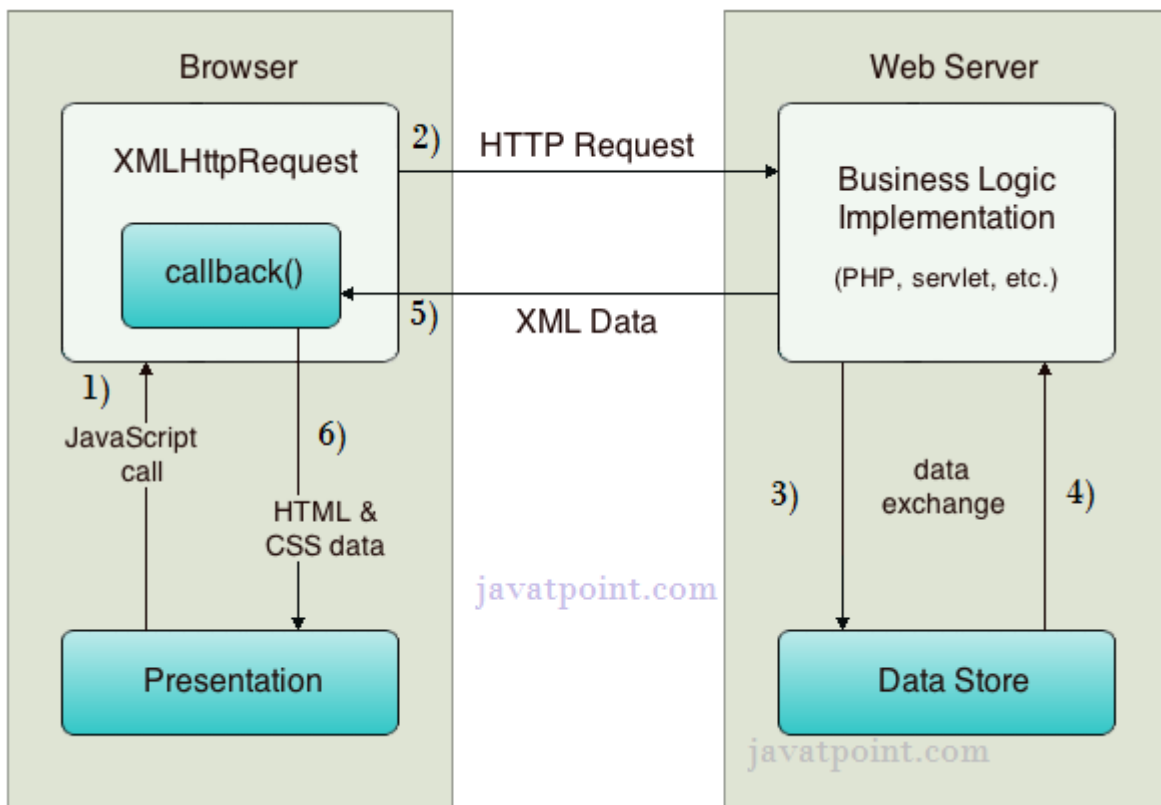 Browser
XMLHttpRequest
callback()
1)
JavaScript
call
6)
HTML &
CSS data
Presentation
2)
HTTP Request
5)
XML Data
javatpoint.com
Web Server
Business Logic
Implementation
(PHP, servlet, etc.)
3)
data
exchange
4)
Data Store
javatpoint.com